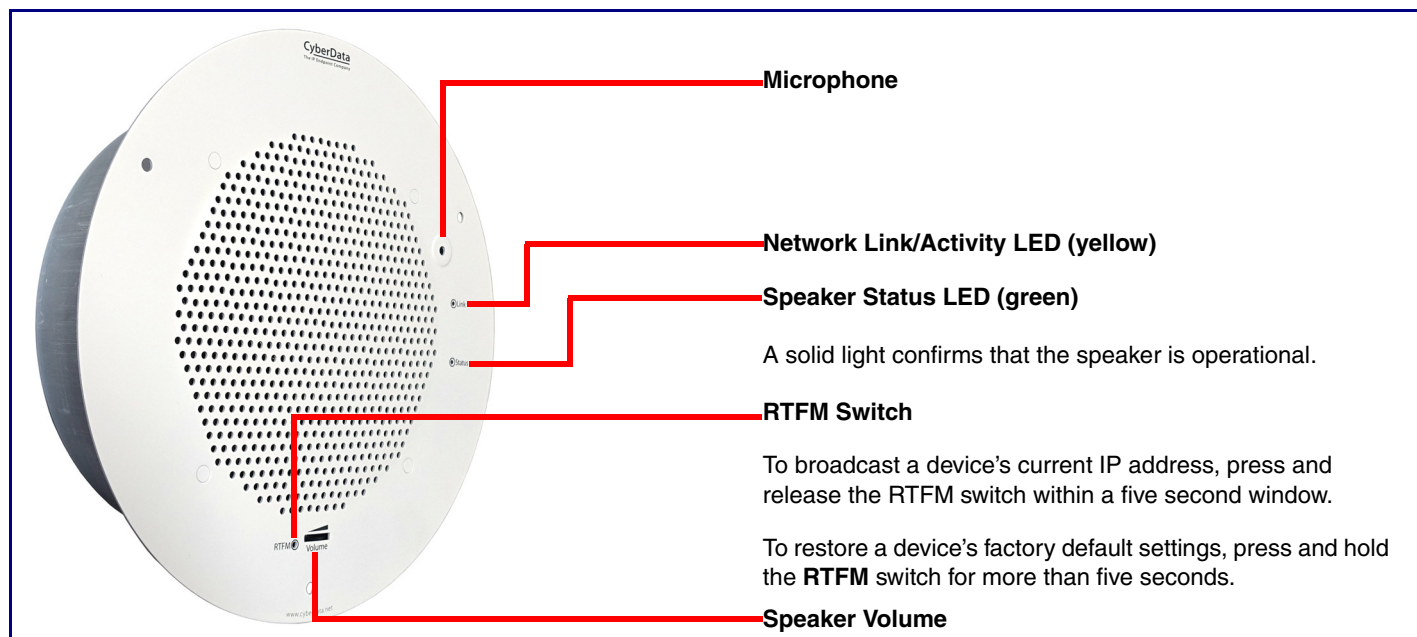 CyberData
The IP Endpoint Company
Microphone
Network Link/Activity LED (yellow)
Link
Speaker Status LED (green)
Status
A solid light confirms that the speaker is operational.
RTFM Switch
To broadcast a device’s current IP address, press and
release the RTFM switch within a five second window.
RTFM
Volume
To restore a device’s factory default settings, press and hold
the RTFM switch for more than five seconds.
www.cyberdata.net
Speaker Volume